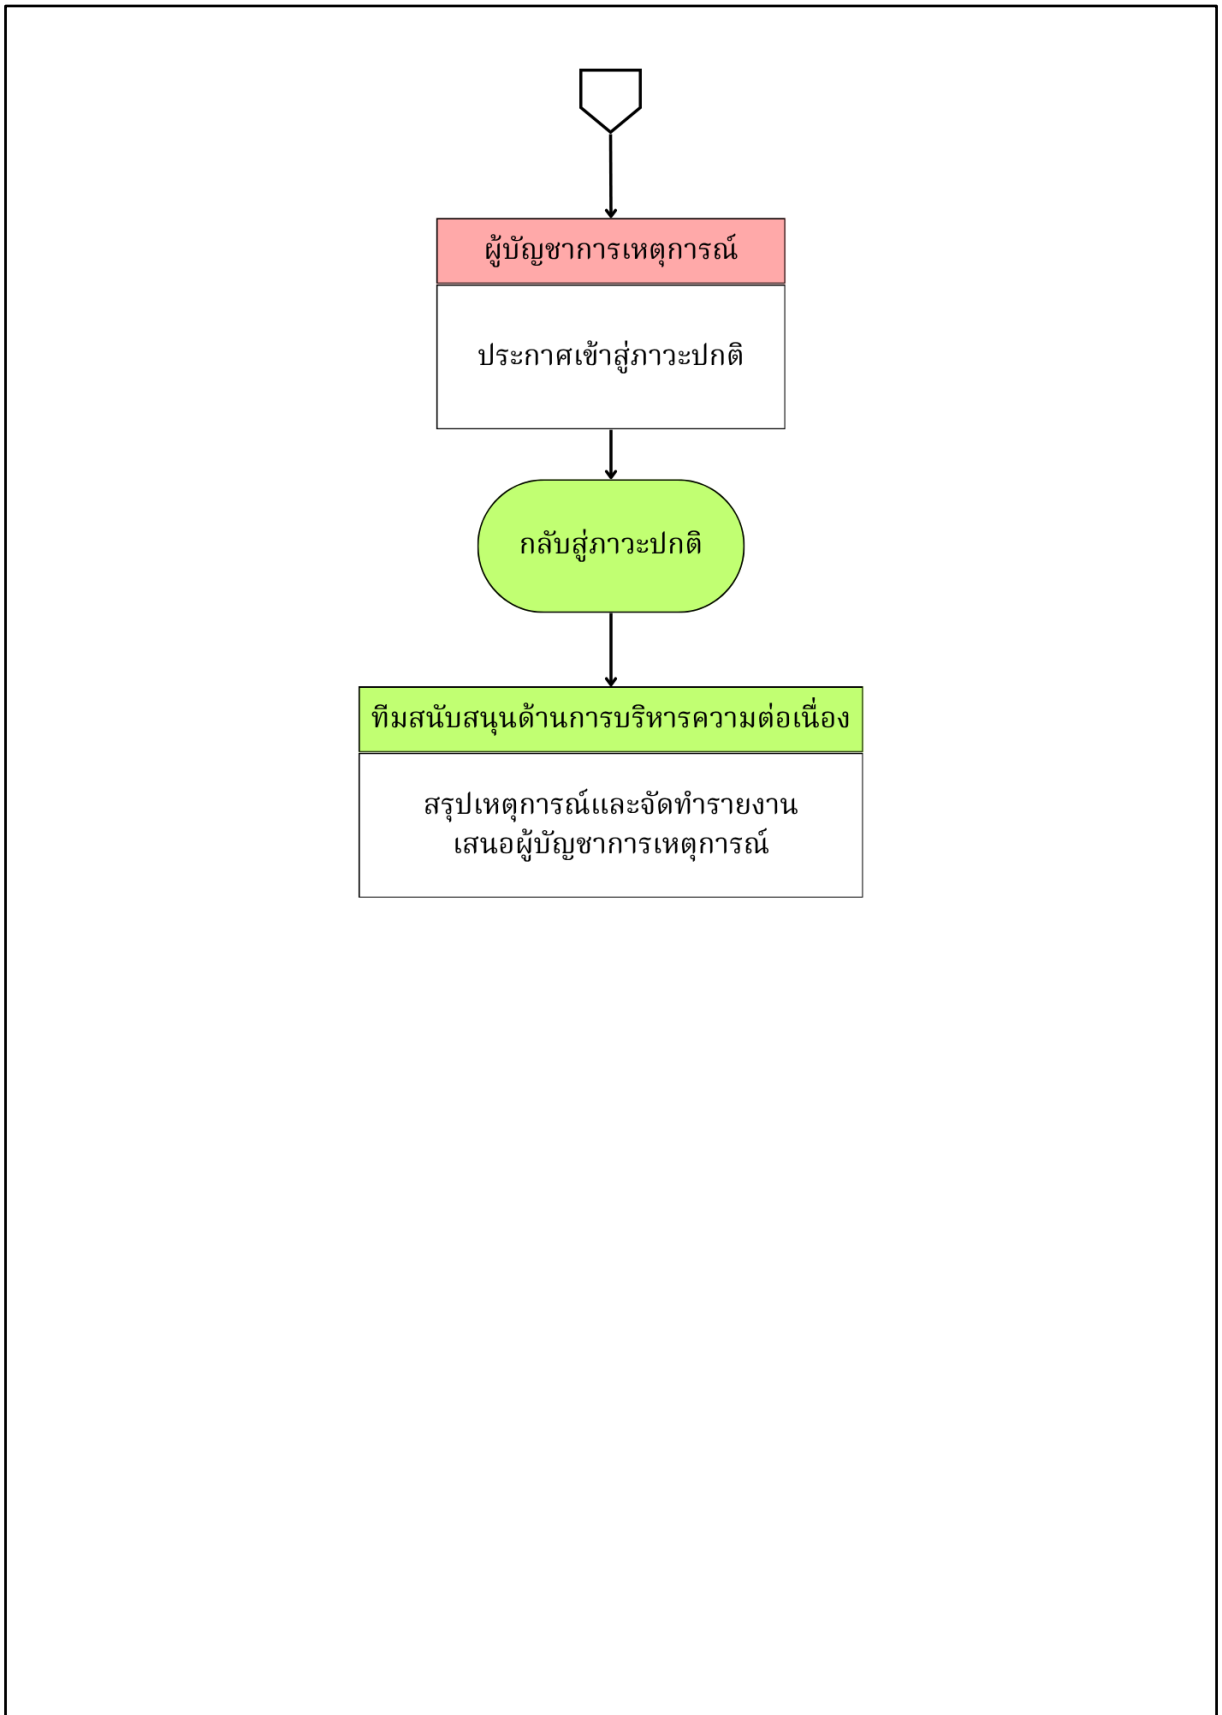 ผู้บัญชาการเหตุการณ์
ประกาศเข้าสู่ภาวะปกติ
กลับสู่ภาวะปกติ
ทีมสนับสนุนด้านการบริหารความต่อเนื่อง
สรุปเหตุการณ์และจัดทำรายงาน
เสนอผู้บัญชาการเหตุการณ์